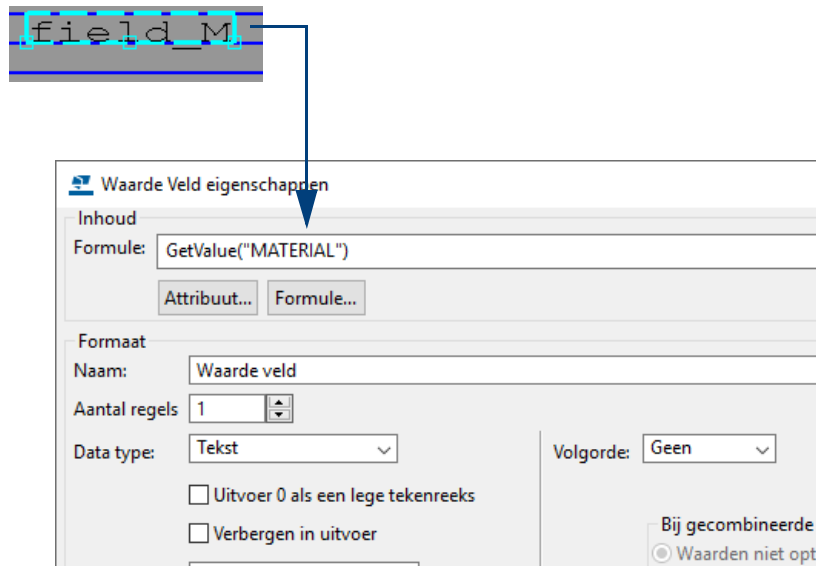 field_M
Waarde Veld eigenschappen
Inhoud
Formule: GetValue("MATERIAL")
Attribuut... Formule...
Formaat
Naam: Waarde veld
Aantal regels 1
Data type: Tekst Volgorde: Geen
Uitvoer 0 als een lege tekenreeks
Verbergen in uitvoer Bij gecombineerde
Waarden niet opt